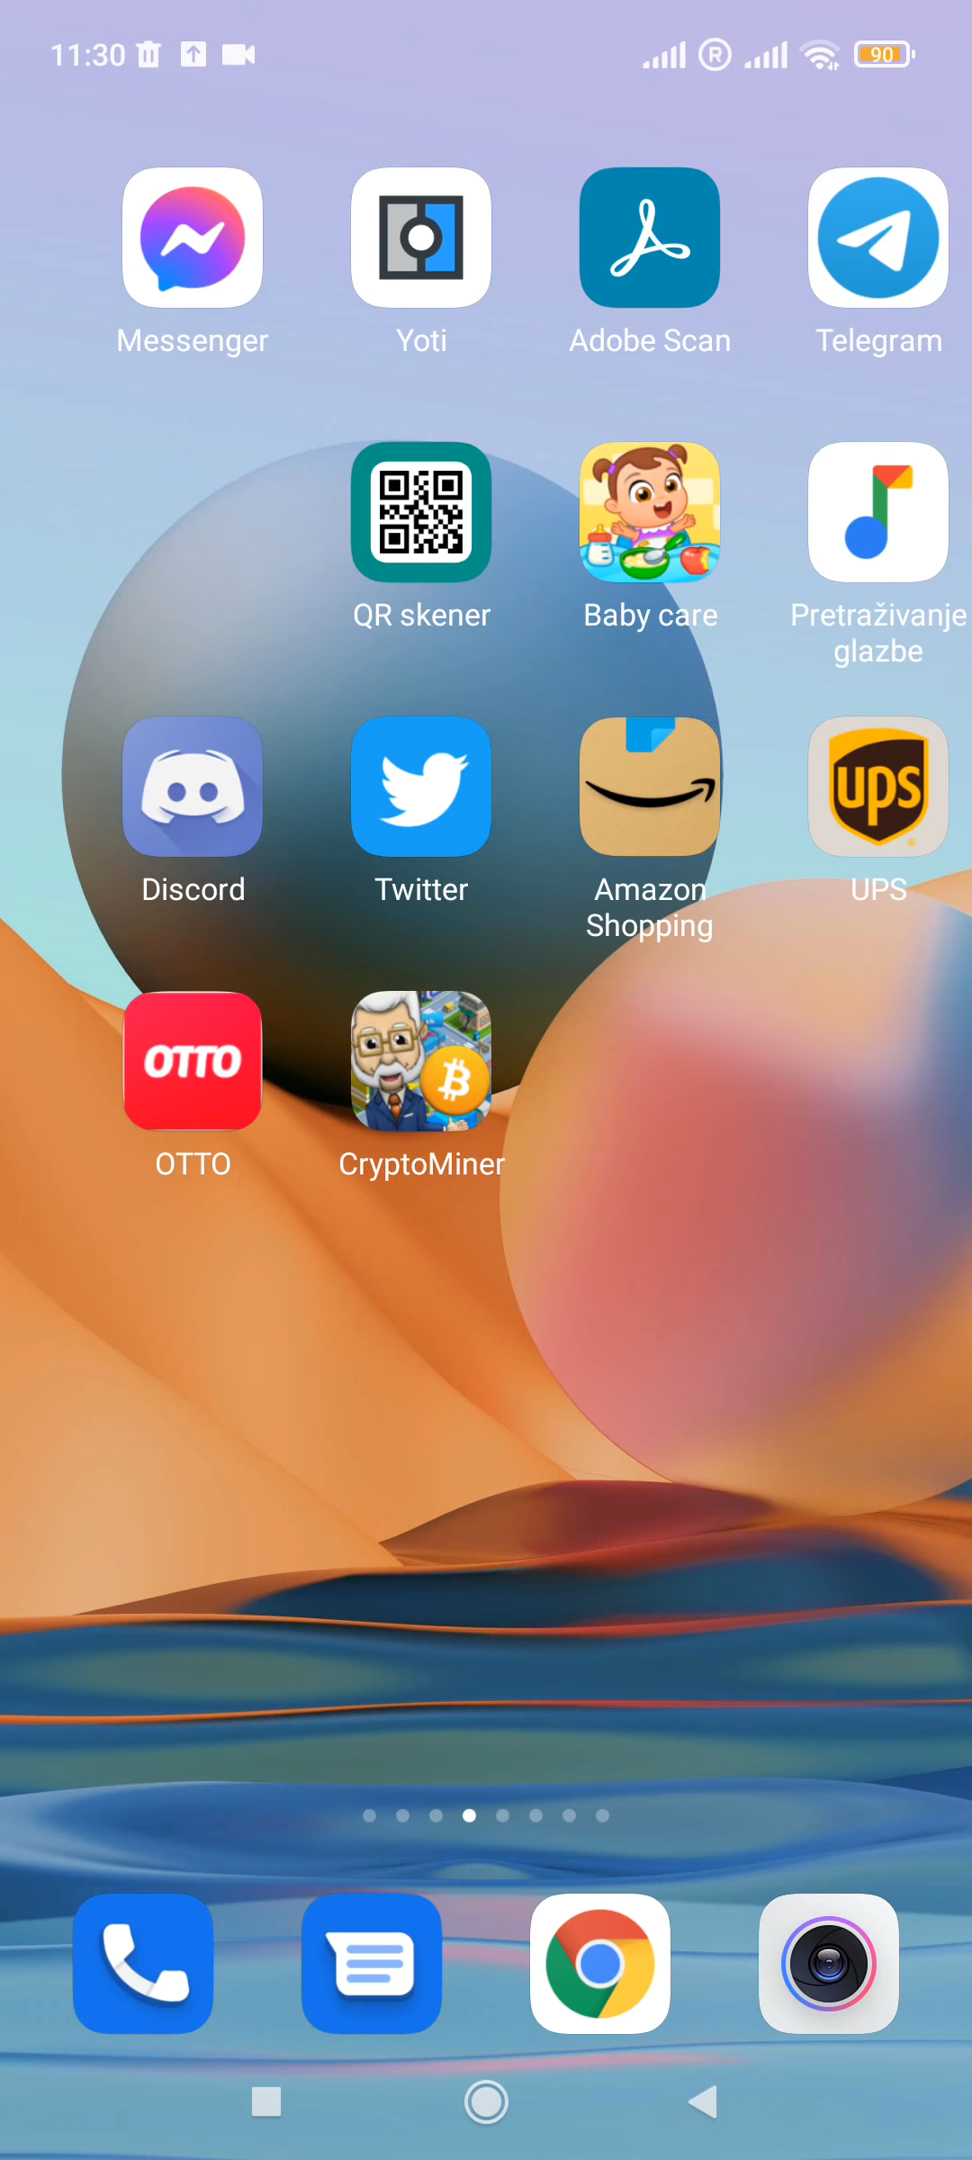 11:30 R 90
Messenger Yoti Adobe Scan Telegram
QR skener Baby care Pretraživanje
glazbe
ups
Discord Twitter Amazon UPS
Shopping
OTTO
OTTO CryptoMiner